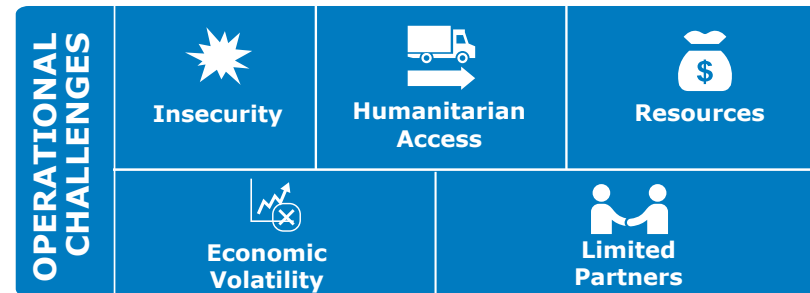 OPERATIONAL
CHALLENGES
Insecurity
Humanitarian
Access
$
Resources
Economic
Volatility
Limited
Partners